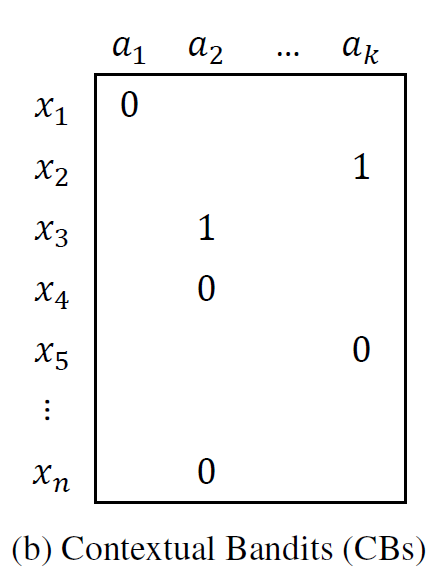 a₁ a₂ ... aₖ
x₁ 0
x₂ 1
x₃ 1
x₄ 0
x₅ 0
⋮
xₙ 0
(b) Contextual Bandits (CBs)